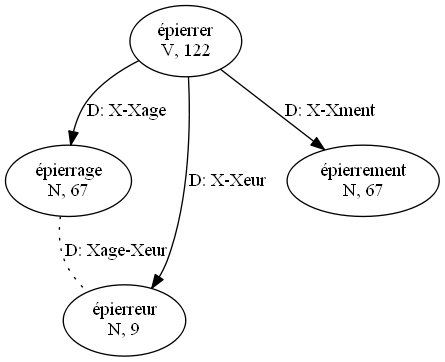 épierrer
V, 122
D: X-Xage
D: X-Xment
épierrage
N, 67
D: X-Xeur
épierrement
N, 67
D: Xage-Xeur
épierreur
N, 9